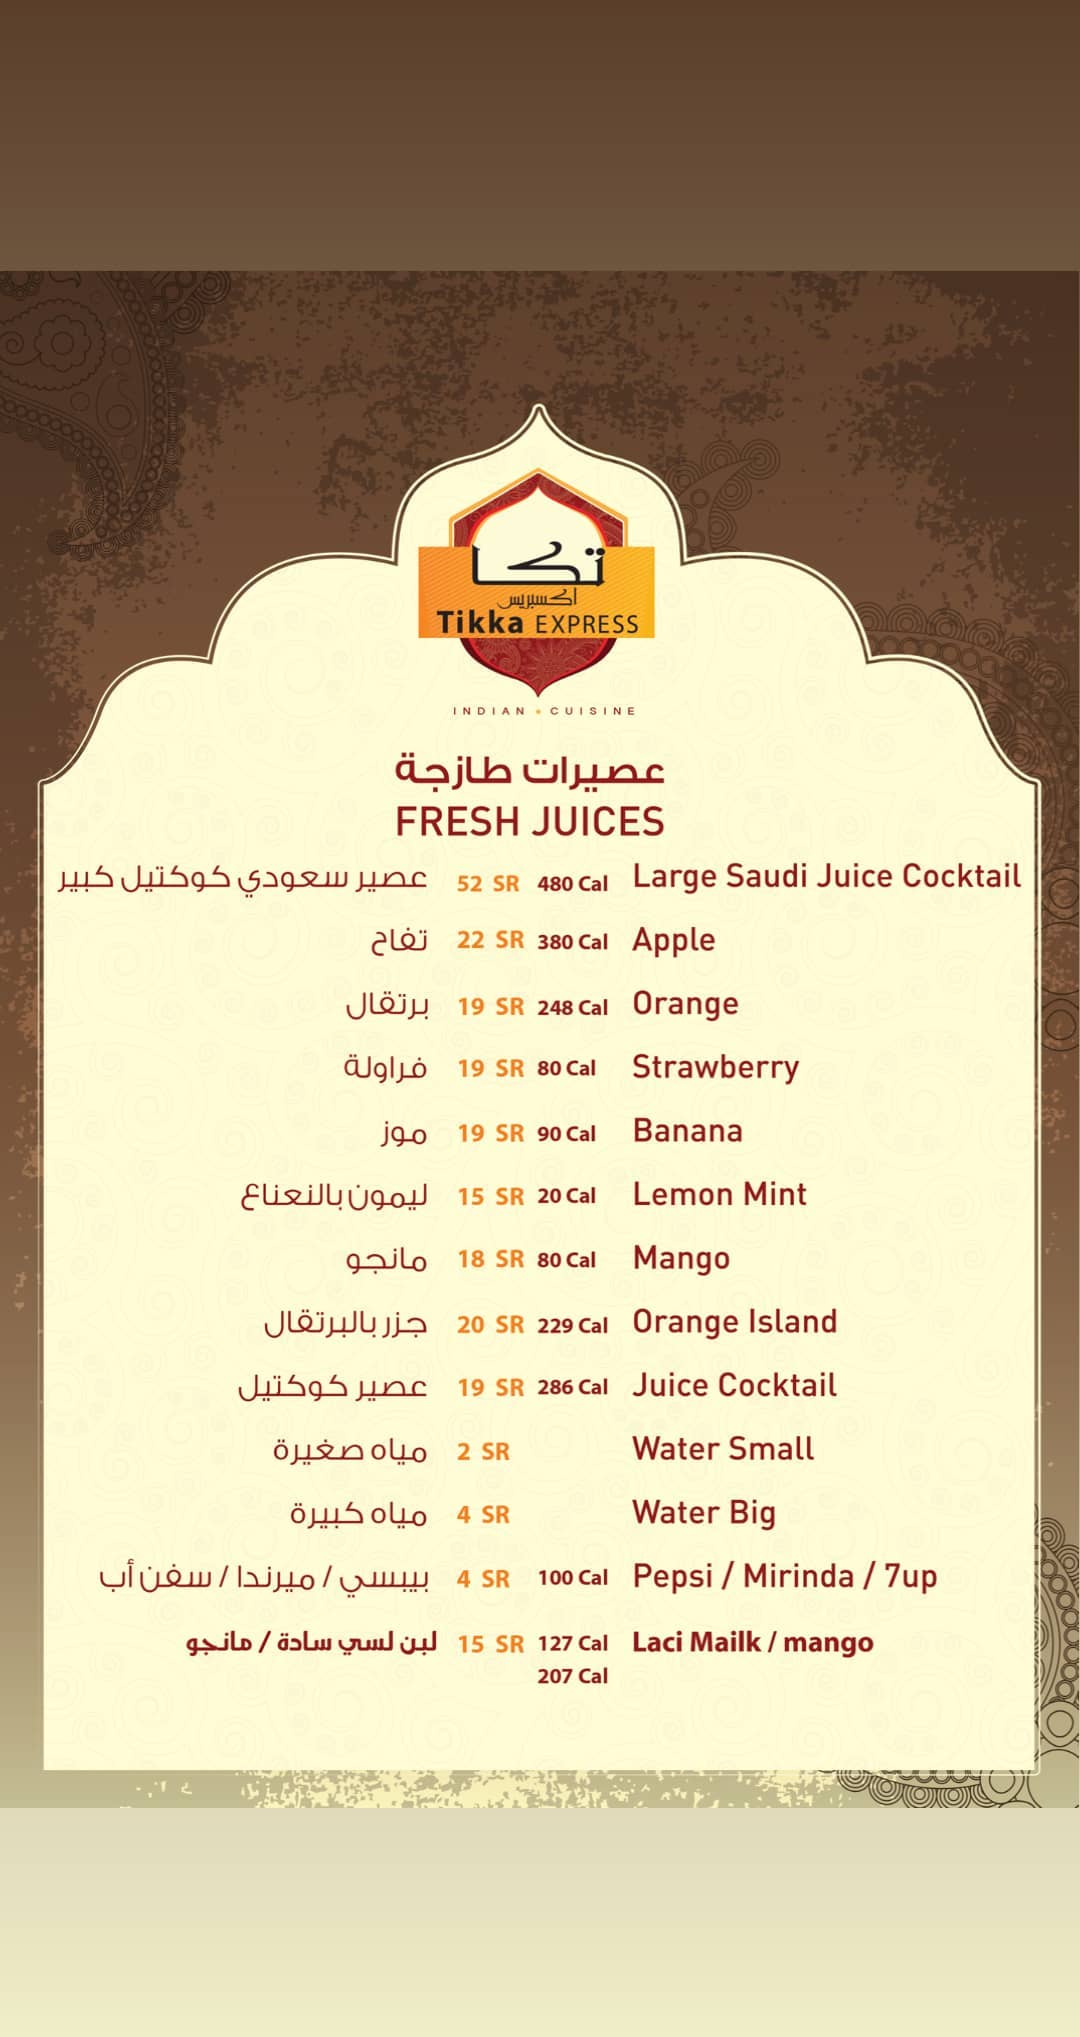 تكا
اكسبريس
Tikka EXPRESS
INDIAN CUISINE
عصيرات طازجة
FRESH JUICES
عصير سعودي كوكتيل كبير 52 SR 480 Cal Large Saudi Juice Cocktail
تفاح 22 SR 380 Cal Apple
برتقال 19 SR 248 Cal Orange
فراولة 19 SR 80 Cal Strawberry
موز 19 SR 90 Cal Banana
ليمون بالنعناع 15 SR 20 Cal Lemon Mint
مانجو 18 SR 80 Cal Mango
جزر بالبرتقال 20 SR 229 Cal Orange Island
عصير كوكتيل 19 SR 286 Cal Juice Cocktail
مياه صغيرة 2 SR Water Small
مياه كبيرة 4 SR Water Big
بيبسي / ميرندا / سفن أب 4 SR 100 Cal Pepsi / Mirinda / 7up
لبن لسي سادة / مانجو 15 SR 127 Cal Laci Mailk / mango
207 Cal